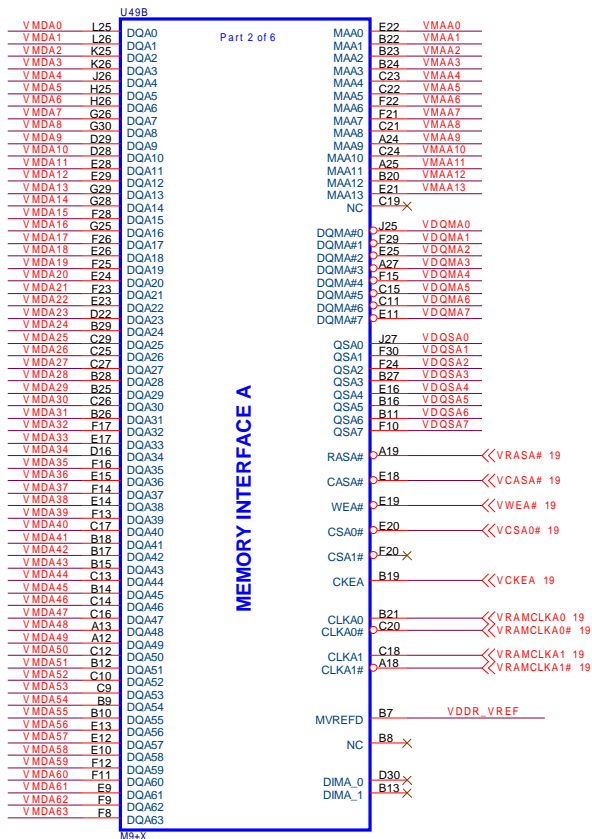 U49B
Part 2 of 6
VMDA0 L25 DQA0
VMDA1 L26 DQA1
VMDA2 K25 DQA2
VMDA3 K26 DQA3
VMDA4 J26 DQA4
VMDA5 H25 DQA5
VMDA6 H26 DQA6
VMDA7 G26 DQA7
VMDA8 G30 DQA8
VMDA9 D29 DQA9
VMDA10 D28 DQA10
VMDA11 E28 DQA11
VMDA12 E29 DQA12
VMDA13 G29 DQA13
VMDA14 G28 DQA14
VMDA15 F28 DQA15
VMDA16 G25 DQA16
VMDA17 F26 DQA17
VMDA18 E26 DQA18
VMDA19 F25 DQA19
VMDA20 E24 DQA20
VMDA21 F23 DQA21
VMDA22 E23 DQA22
VMDA23 D22 DQA23
VMDA24 B29 DQA24
VMDA25 C29 DQA25
VMDA26 C25 DQA26
VMDA27 C27 DQA27
VMDA28 B28 DQA28
VMDA29 B25 DQA29
VMDA30 C26 DQA30
VMDA31 B26 DQA31
VMDA32 F17 DQA32
VMDA33 E17 DQA33
VMDA34 D16 DQA34
VMDA35 F16 DQA35
VMDA36 E15 DQA36
VMDA37 F14 DQA37
VMDA38 E14 DQA38
VMDA39 F13 DQA39
VMDA40 C17 DQA40
VMDA41 B18 DQA41
VMDA42 B17 DQA42
VMDA43 B15 DQA43
VMDA44 C13 DQA44
VMDA45 B14 DQA45
VMDA46 C14 DQA46
VMDA47 C16 DQA47
VMDA48 A13 DQA48
VMDA49 A12 DQA49
VMDA50 C12 DQA50
VMDA51 B12 DQA51
VMDA52 C10 DQA52
VMDA53 C9 DQA53
VMDA54 B9 DQA54
VMDA55 B10 DQA55
VMDA56 E13 DQA56
VMDA57 E12 DQA57
VMDA58 E10 DQA58
VMDA59 F12 DQA59
VMDA60 F11 DQA60
VMDA61 E9 DQA61
VMDA62 F9 DQA62
VMDA63 F8 DQA63
MEMORY INTERFACE A
MAA0 E22 VMAA0
MAA1 B22 VMAA1
MAA2 B23 VMAA2
MAA3 B24 VMAA3
MAA4 C23 VMAA4
MAA5 C22 VMAA5
MAA6 F22 VMAA6
MAA7 F21 VMAA7
MAA8 C21 VMAA8
MAA9 A24 VMAA9
MAA10 C24 VMAA10
MAA11 A25 VMAA11
MAA12 B20 VMAA12
MAA13 E21 VMAA13
NC C19
DQMA#0 J25 VDQMA0
DQMA#1 F29 VDQMA1
DQMA#2 E25 VDQMA2
DQMA#3 A27 VDQMA3
DQMA#4 F15 VDQMA4
DQMA#5 C15 VDQMA5
DQMA#6 C11 VDQMA6
DQMA#7 E11 VDQMA7
QSA0 J27 VDQSA0
QSA1 F30 VDQSA1
QSA2 F24 VDQSA2
QSA3 B27 VDQSA3
QSA4 E16 VDQSA4
QSA5 B16 VDQSA5
QSA6 B11 VDQSA6
QSA7 F10 VDQSA7
RASA# A19 VRASA# 19
CASA# E18 VCASA# 19
WEA# E19 VWEA# 19
CSA0# E20 VCSA0# 19
CSA1# F20
CKEA B19 VCKEA 19
CLKA0 B21 VRAMCLKA0 19
CLKA0# C20 VRAMCLKA0# 19
CLKA1 C18 VRAMCLKA1 19
CLKA1# A18 VRAMCLKA1# 19
MVREFD B7 VDDR_VREF
NC B8
DIMA_0 D30
DIMA_1 B13
M9+X